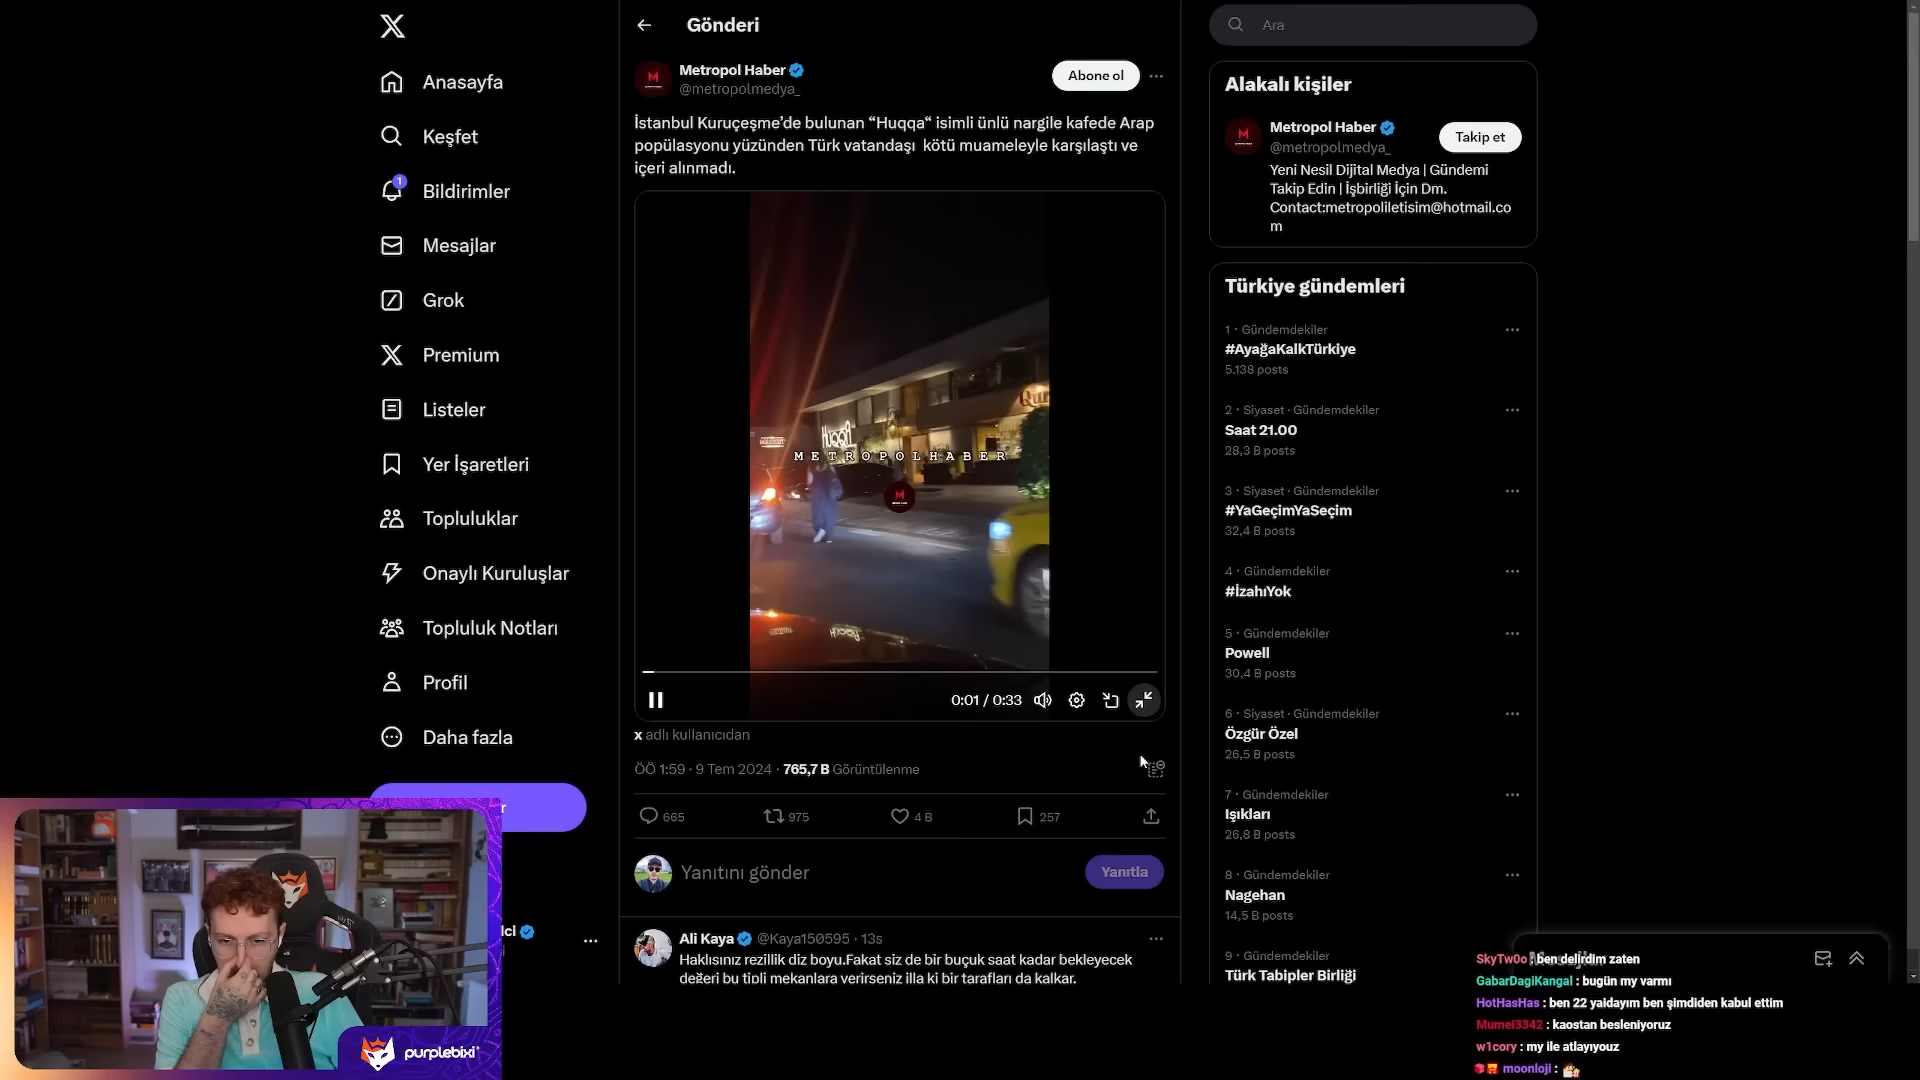 Anasayfa
Keşfet
1
Bildirimler
Mesajlar
Grok
Premium
Listeler
Yer İşaretleri
Topluluklar
Onaylı Kuruluşlar
Topluluk Notları
Profil
Daha fazla
Gönderi
Metropol Haber
@metropolmedya_
Abone ol
İstanbul Kuruçeşme’de bulunan “Huqqa“ isimli ünlü nargile kafede Arap
popülasyonu yüzünden Türk vatandaşı kötü muameleyle karşılaştı ve
içeri alınmadı.
Huqqa
METROPOLHABER
M
0:01 / 0:33
x adlı kullanıcıdan
ÖÖ 1:59 · 9 Tem 2024 · 765,7 B Görüntülenme
665
975
4 B
257
Yanıtını gönder
Yanıtla
Ali Kaya @Kaya150595 · 13s
Haklısınız rezillik diz boyu.Fakat siz de bir buçuk saat kadar bekleyecek
değeri bu tipli mekanlara verirseniz illa ki bir tarafları da kalkar.
Ara
Alakalı kişiler
Metropol Haber
@metropolmedya_
Takip et
Yeni Nesil Dijital Medya | Gündemi
Takip Edin | İşbirliği İçin Dm.
Contact:metropoliletisim@hotmail.co
m
Türkiye gündemleri
1 · Gündemdekiler
#AyağaKalkTürkiye
5.138 posts
2 · Siyaset · Gündemdekiler
Saat 21.00
28,3 B posts
3 · Siyaset · Gündemdekiler
#YaGeçimYaSeçim
32,4 B posts
4 · Gündemdekiler
#İzahıYok
5 · Gündemdekiler
Powell
30,4 B posts
6 · Siyaset · Gündemdekiler
Özgür Özel
26,5 B posts
7 · Gündemdekiler
Işıkları
26,8 B posts
8 · Gündemdekiler
Nagehan
14,5 B posts
9 · Gündemdekiler
Türk Tabipler Birliği
SkyTw0o : ben delirdim zaten
GabarDagiKangal : bugün my varmı
HotHasHas : ben 22 yaidayım ben şimdiden kabul ettim
Mumei3342 : kaostan besleniyoruz
w1cory : my ile atlayıyouz
moonloji :
purplebixi